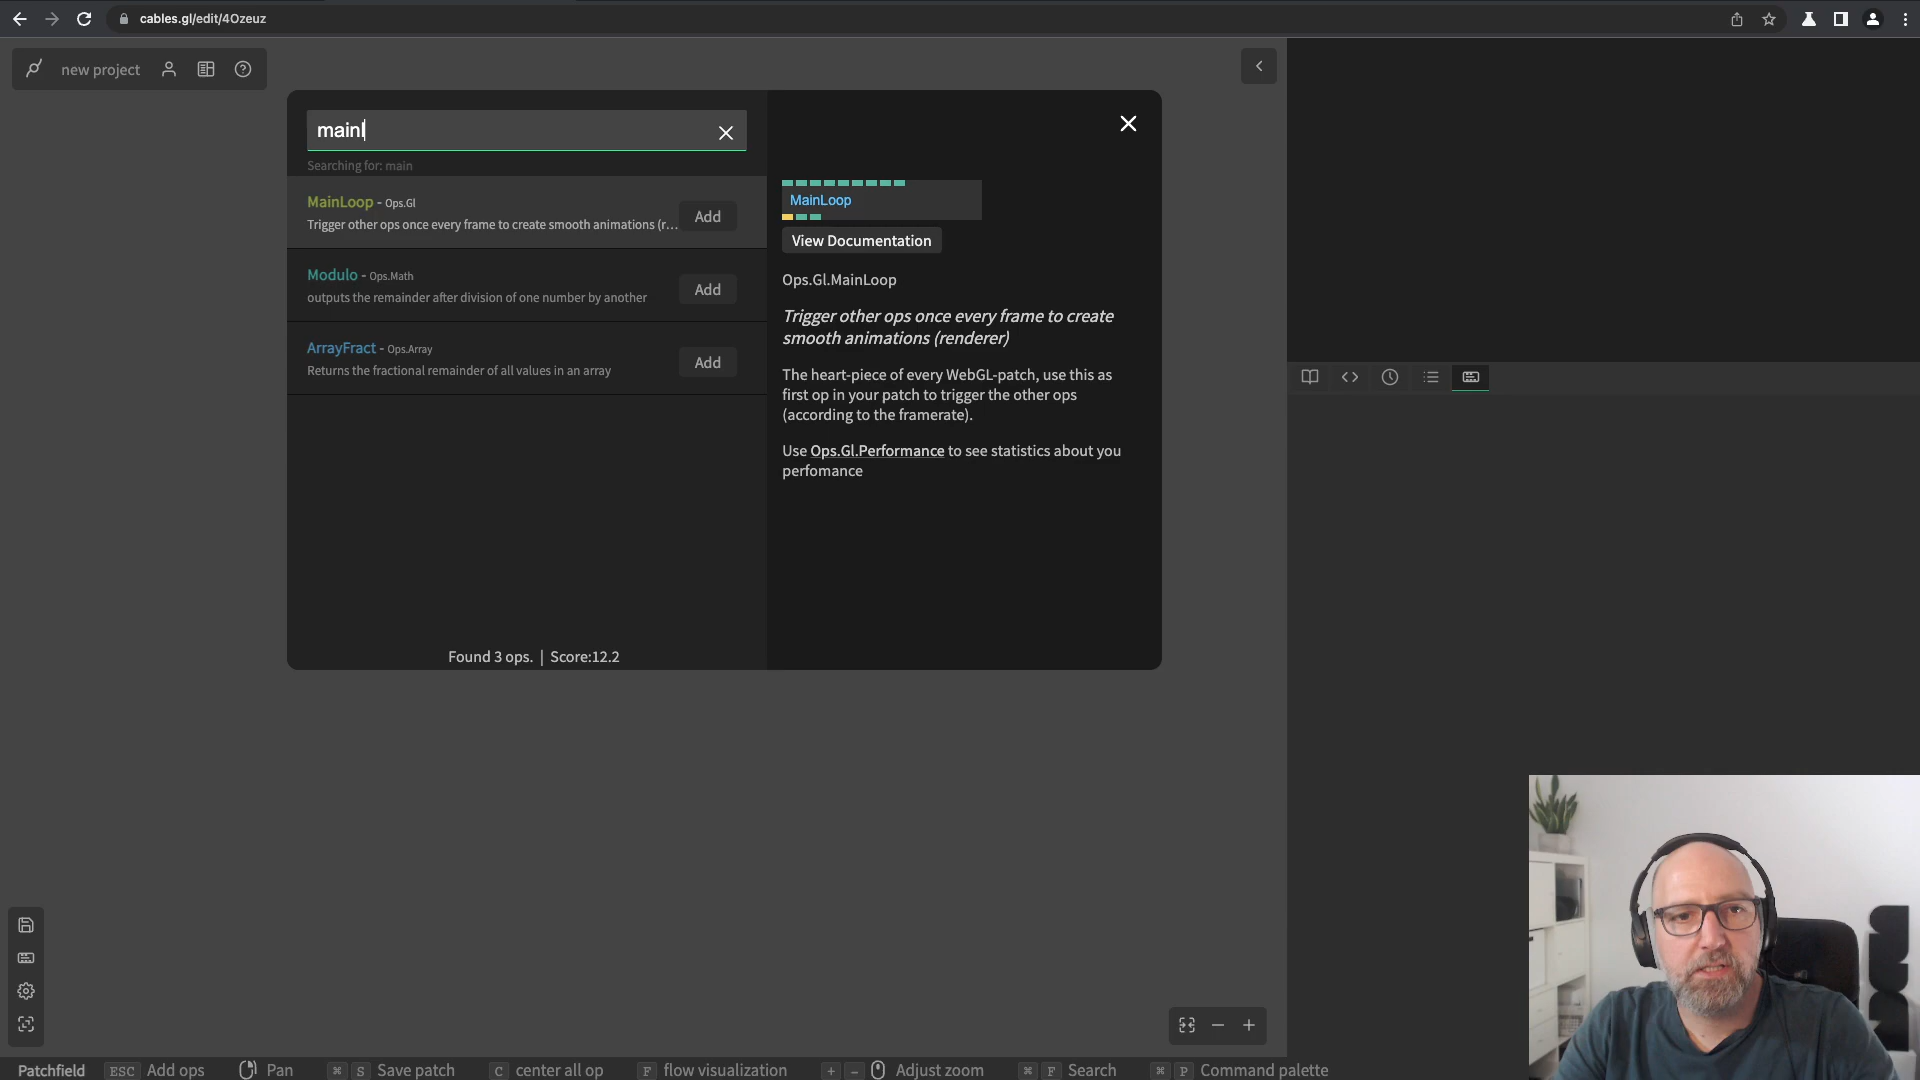 cables.gl/edit/4Ozeuz
new project
mainl
Searching for: main
MainLoop - Ops.Gl
Trigger other ops once every frame to create smooth animations (r...
Add
Modulo - Ops.Math
outputs the remainder after division of one number by another
Add
ArrayFract - Ops.Array
Returns the fractional remainder of all values in an array
Add
Found 3 ops. | Score:12.2
MainLoop
View Documentation
Ops.Gl.MainLoop
Trigger other ops once every frame to create
smooth animations (renderer)
The heart-piece of every WebGL-patch, use this as
first op in your patch to trigger the other ops
(according to the framerate).
Use Ops.Gl.Performance to see statistics about you
perfomance
Patchfield ESC Add ops Pan ⌘ S Save patch C center all op F flow visualization + - Adjust zoom ⌘ F Search ⌘ P Command palette